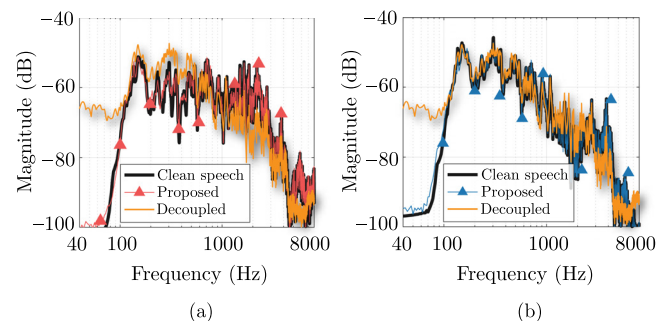 −40
−60
−80
−100
Magnitude (dB)
Clean speech
Proposed
Decoupled
40
100
1000
8000
Frequency (Hz)
(a)
−40
−60
−80
−100
Magnitude (dB)
Clean speech
Proposed
Decoupled
40
100
1000
8000
Frequency (Hz)
(b)